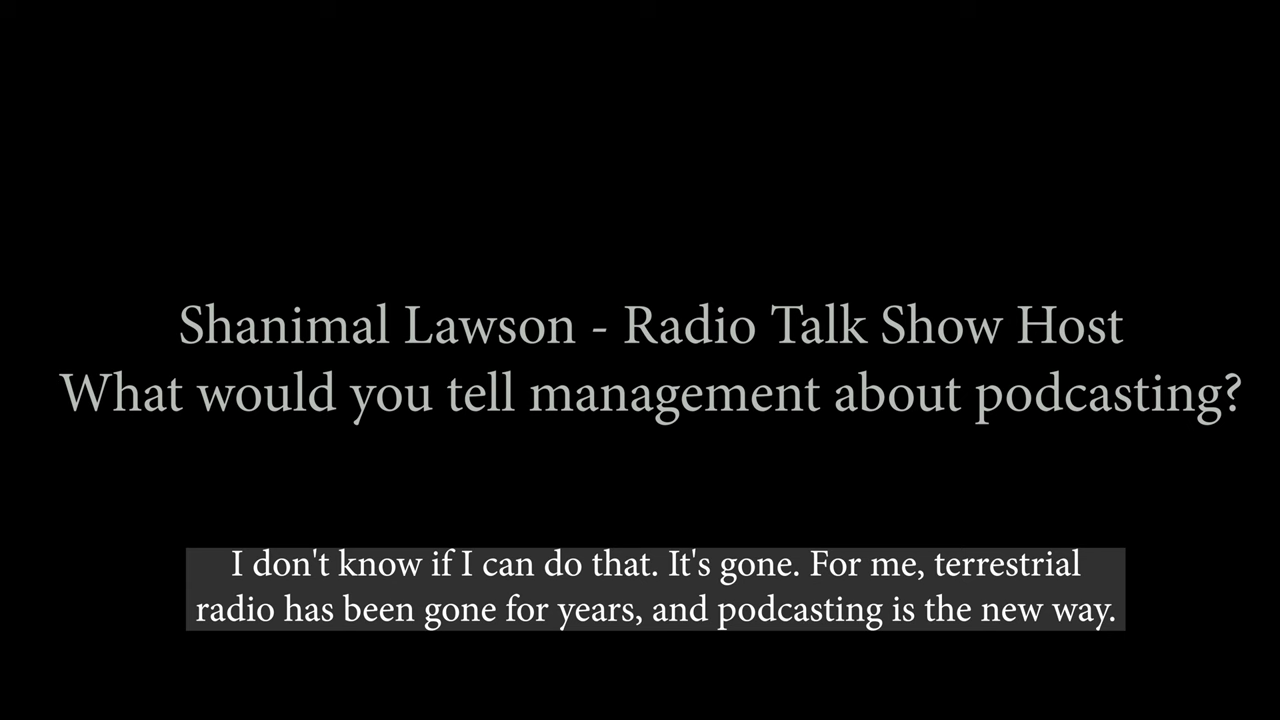 Shanimal Lawson - Radio Talk Show Host
What would you tell management about podcasting?
I don't know if I can do that. It's gone. For me, terrestrial
radio has been gone for years, and podcasting is the new way.